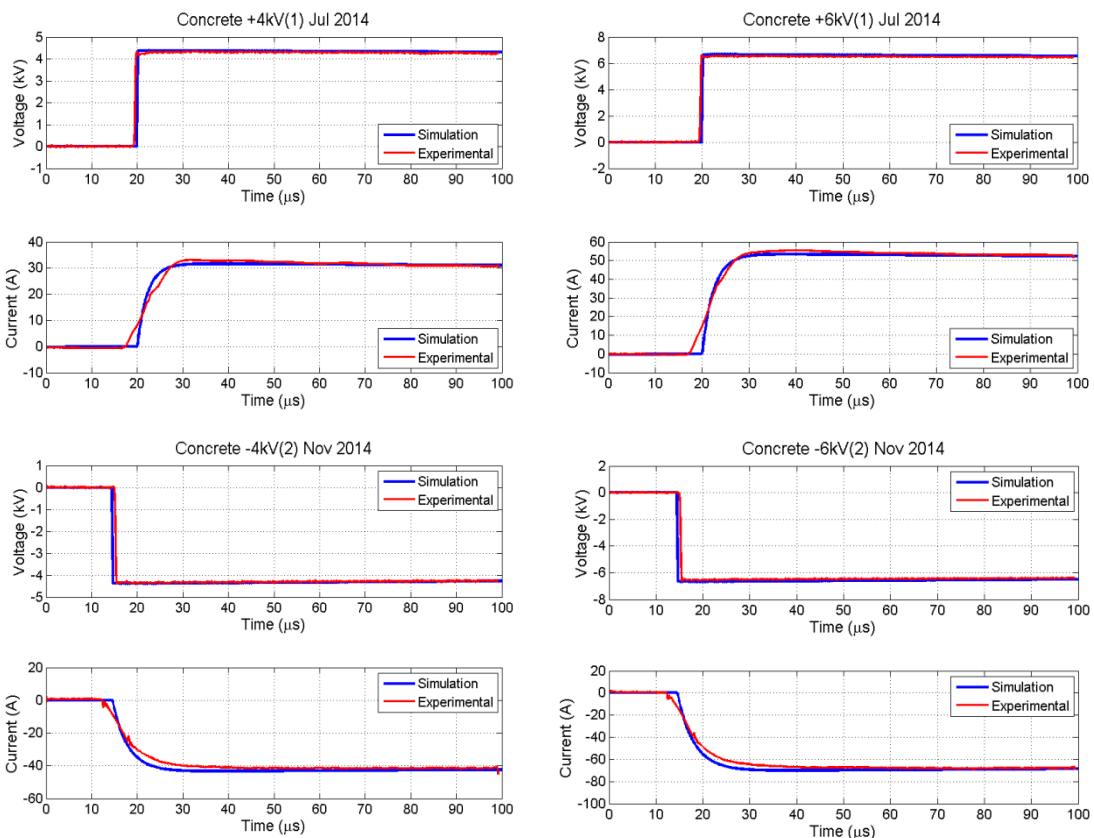 Concrete +4kV(1) Jul 2014
Voltage (kV)
5
4
3
2
1
0
-1
0 10 20 30 40 50 60 70 80 90 100
Time (μs)
Simulation
Experimental
Concrete +6kV(1) Jul 2014
Voltage (kV)
8
6
4
2
0
-2
0 10 20 30 40 50 60 70 80 90 100
Time (μs)
Simulation
Experimental
Current (A)
40
30
20
10
0
-10
0 10 20 30 40 50 60 70 80 90 100
Time (μs)
Simulation
Experimental
Current (A)
60
50
40
30
20
10
0
-10
0 10 20 30 40 50 60 70 80 90 100
Time (μs)
Simulation
Experimental
Concrete -4kV(2) Nov 2014
Voltage (kV)
1
0
-1
-2
-3
-4
-5
0 10 20 30 40 50 60 70 80 90 100
Time (μs)
Simulation
Experimental
Concrete -6kV(2) Nov 2014
Voltage (kV)
2
0
-2
-4
-6
-8
0 10 20 30 40 50 60 70 80 90 100
Time (μs)
Simulation
Experimental
Current (A)
20
0
-20
-40
-60
0 10 20 30 40 50 60 70 80 90 100
Time (μs)
Simulation
Experimental
Current (A)
20
0
-20
-40
-60
-80
-100
0 10 20 30 40 50 60 70 80 90 100
Time (μs)
Simulation
Experimental